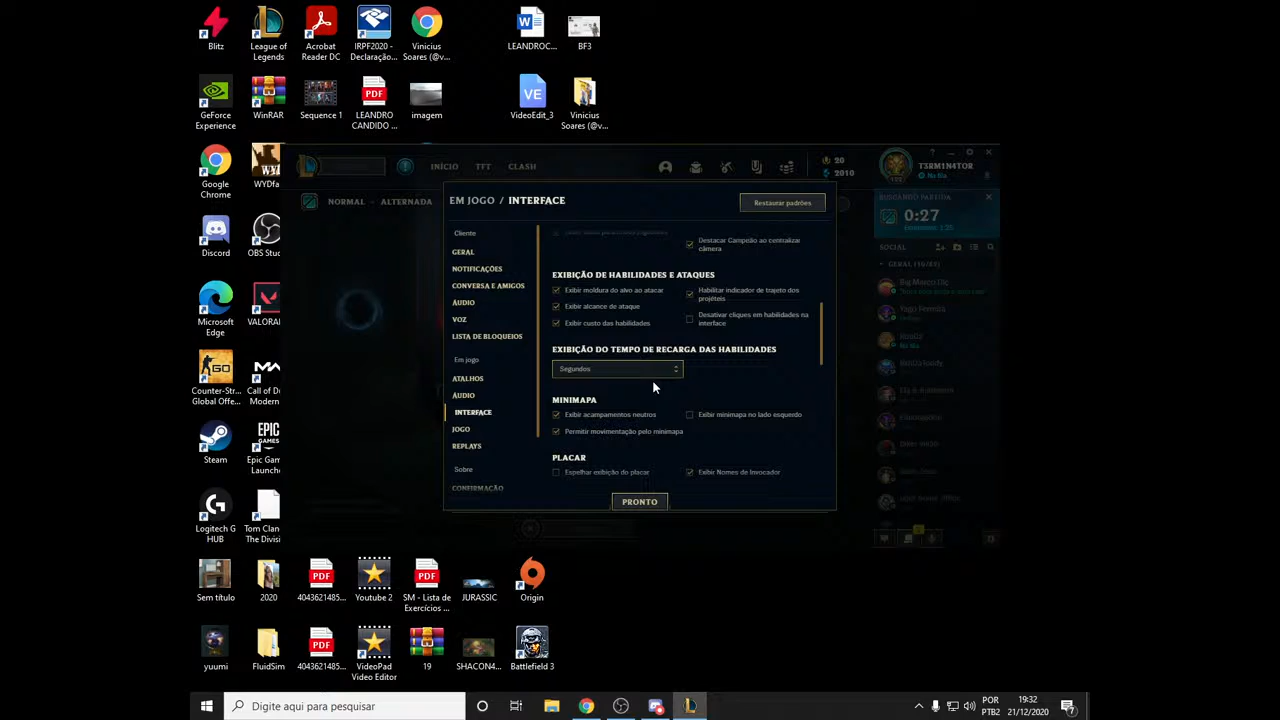 Blitz
League of
Legends
Acrobat
Reader DC
IRPF2020 -
Declaração...
Vinicius
Soares (@v...
LEANDROC...
BF3
GeForce
Experience
WinRAR
Sequence 1
LEANDRO
CANDIDO ...
imagem
VideoEdit_3
Vinicius
Soares (@v...
Google
Chrome
WYDfa
INÍCIO
TFT
CLASH
20
2010
T3RM1N4TOR
Na fila
NORMAL
ALTERNADA
BUSCANDO PARTIDA
0:27
SOCIAL
EM JOGO / INTERFACE
Restaurar padrões
Cliente
GERAL
NOTIFICAÇÕES
CONVERSA E AMIGOS
ÁUDIO
VOZ
LISTA DE BLOQUEIOS
Em jogo
ATALHOS
ÁUDIO
INTERFACE
JOGO
REPLAYS
Sobre
CONFIRMAÇÃO
Destacar Campeão ao centralizar
câmera
EXIBIÇÃO DE HABILIDADES E ATAQUES
Exibir moldura do alvo ao atacar
Habilitar indicador de trajeto dos
projéteis
Exibir alcance de ataque
Exibir custo das habilidades
Desativar cliques em habilidades na
interface
EXIBIÇÃO DO TEMPO DE RECARGA DAS HABILIDADES
Segundos
MINIMAPA
Exibir acampamentos neutros
Exibir minimapa no lado esquerdo
Permitir movimentação pelo minimapa
PLACAR
Espelhar exibição do placar
Exibir Nomes de Invocador
PRONTO
Discord
OBS Stud
Microsoft
Edge
VALORA
Counter-Str...
Global Offe...
Call of Du
Modern
Steam
Epic Gam
Launche
Logitech G
HUB
Tom Clan
The Divisi
Sem título
2020
4043621485...
Youtube 2
SM - Lista de
Exercícios ...
JURASSIC
Origin
yuumi
FluidSim
4043621485...
VideoPad
Video Editor
19
SHACON4...
Battlefield 3
Digite aqui para pesquisar
POR
PTB2
19:32
21/12/2020